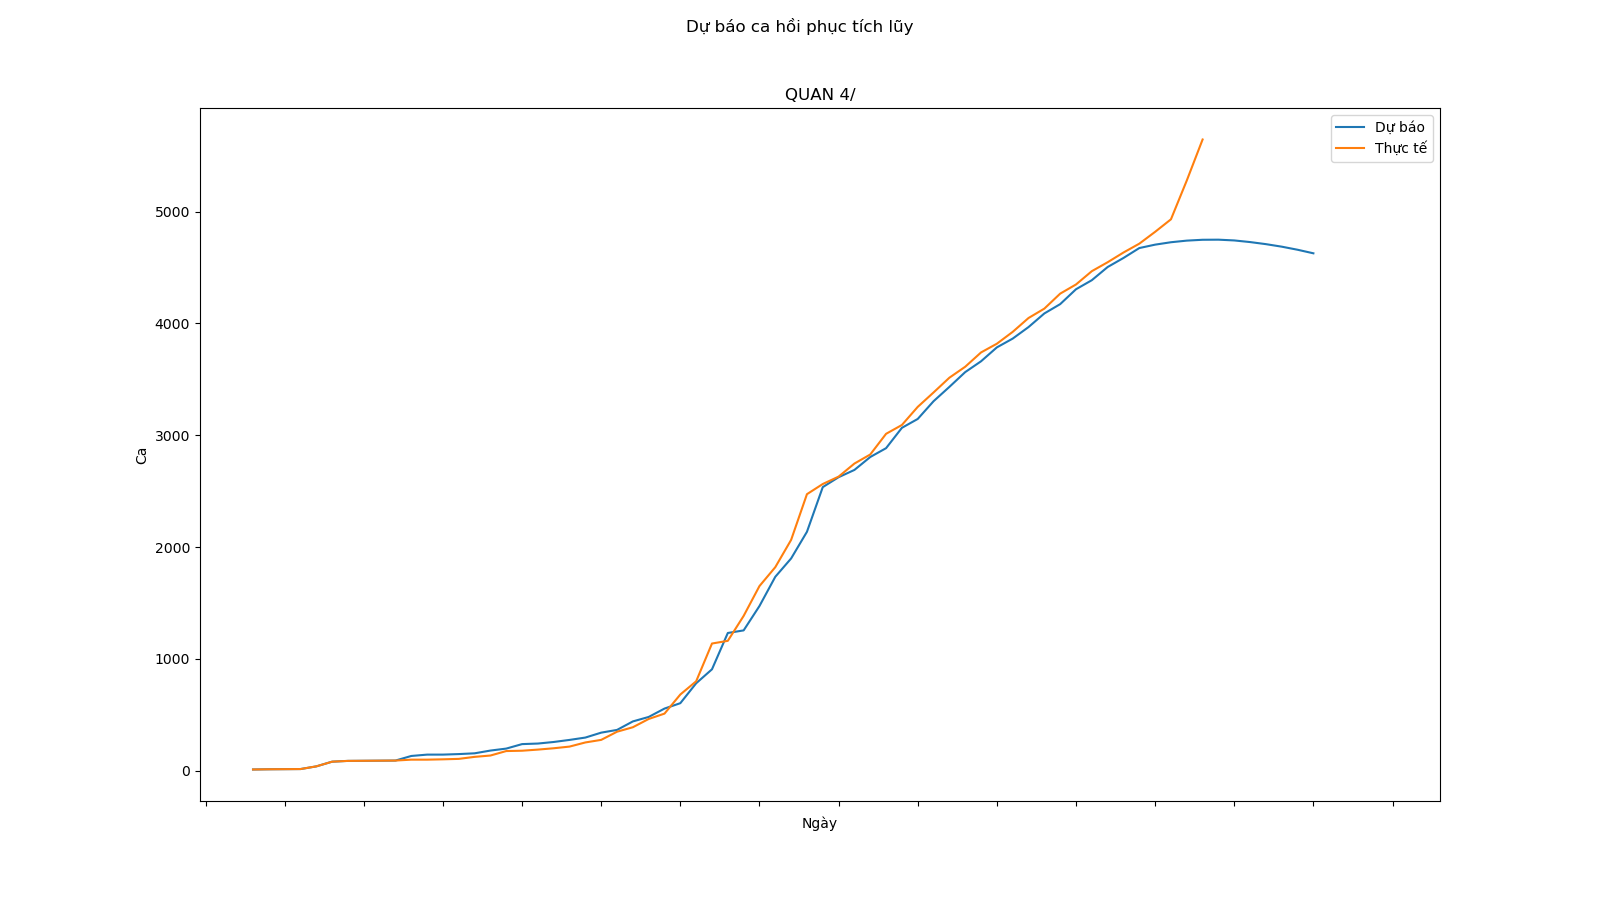 Dự báo ca hồi phục tích lũy
QUAN 4/
Dự báo
Thực tế
5000
4000
3000
2000
1000
0
Ca
Ngày